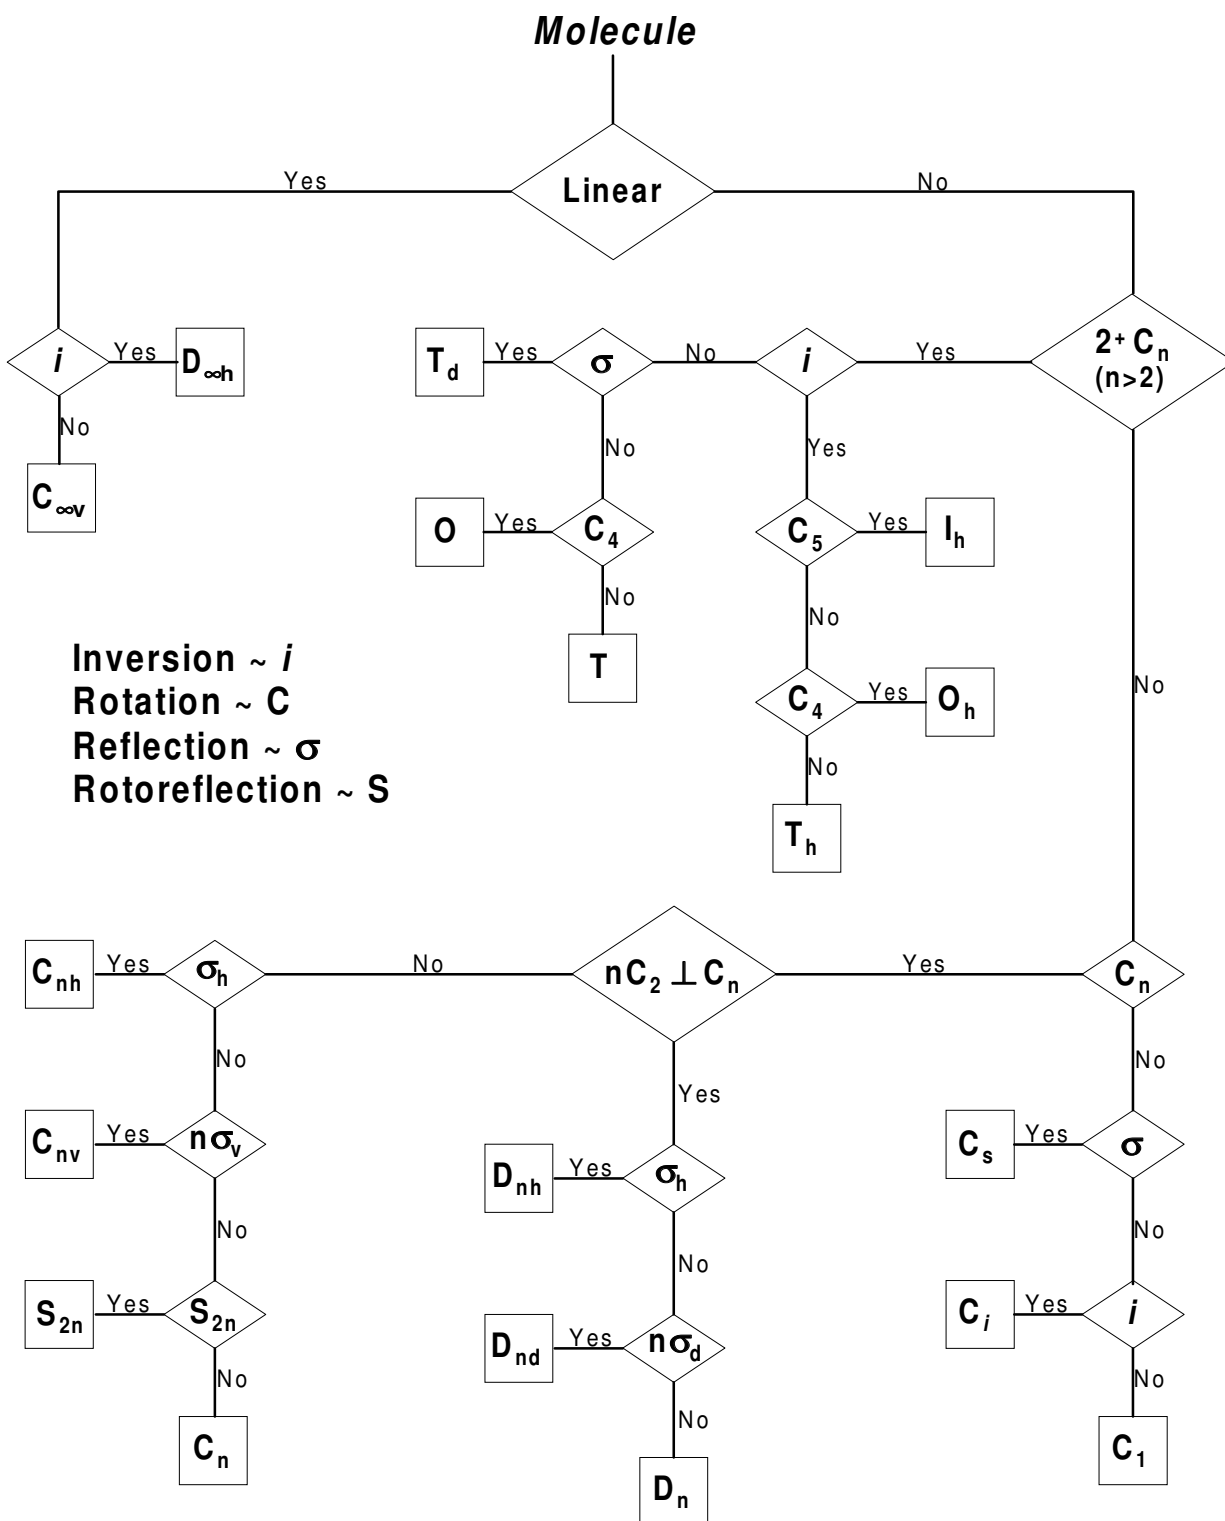 Molecule
Linear
Yes
No
i
Yes
D∞h
No
C∞v
2+ Cn
(n>2)
Yes
i
No
σ
Yes
Td
No
C4
Yes
O
No
T
Yes
C5
Yes
Ih
No
C4
Yes
Oh
No
Th
No
Inversion ~ i
Rotation ~ C
Reflection ~ σ
Rotoreflection ~ S
Cn
Yes
nC2 ⊥ Cn
No
σh
Yes
Cnh
No
nσv
Yes
Cnv
No
S2n
Yes
S2n
No
Cn
Yes
σh
Yes
Dnh
No
nσd
Yes
Dnd
No
Dn
No
σ
Yes
Cs
No
i
Yes
Ci
No
C1